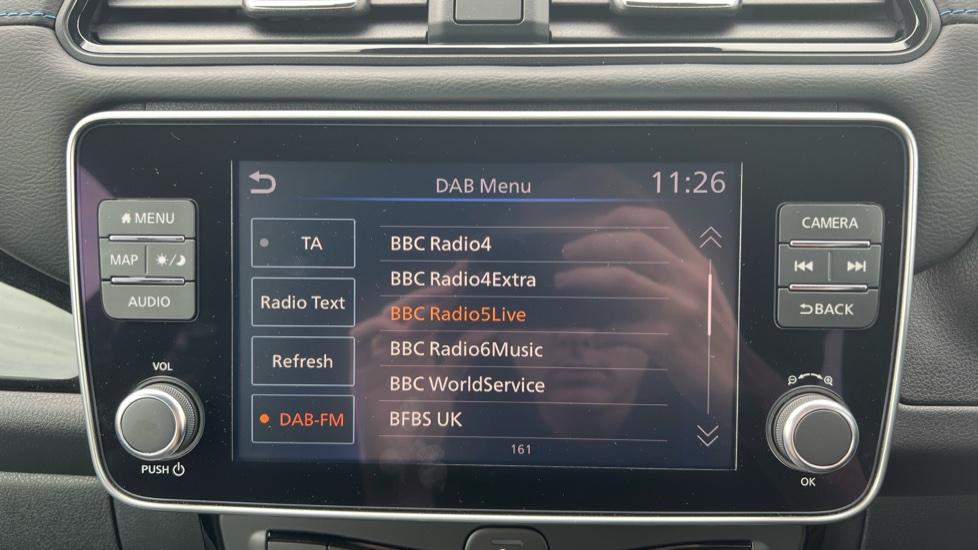 DAB Menu
11:26
MENU
MAP
AUDIO
VOL
PUSH
TA
Radio Text
Refresh
DAB-FM
BBC Radio4
BBC Radio4Extra
BBC Radio5Live
BBC Radio6Music
BBC WorldService
BFBS UK
161
CAMERA
BACK
OK